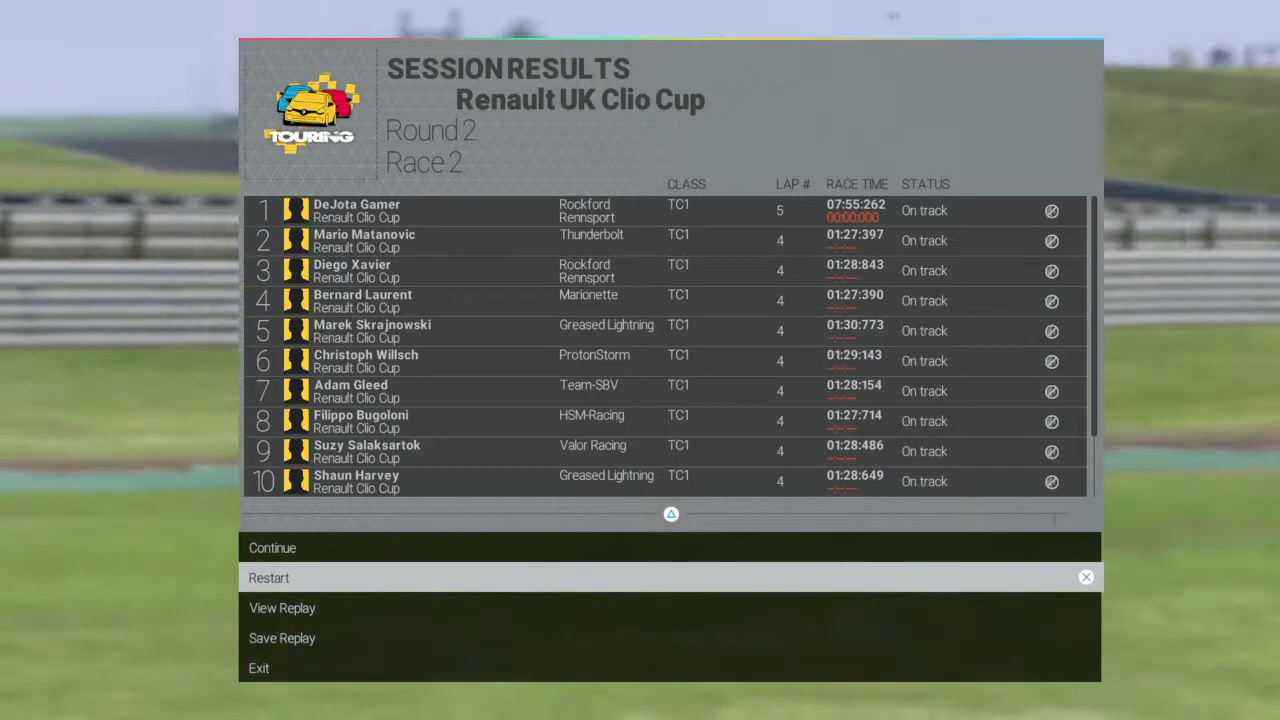 TOURING
SESSION RESULTS
Renault UK Clio Cup
Round 2
Race 2
CLASS LAP # RACE TIME STATUS
1 DeJota Gamer Rockford TC1 5 07:55:262 On track
Renault Clio Cup Rennsport 00:00:000
2 Mario Matanovic Thunderbolt TC1 4 01:27:397 On track
Renault Clio Cup --:--:---
3 Diego Xavier Rockford TC1 4 01:28:843 On track
Renault Clio Cup Rennsport --:--:---
4 Bernard Laurent Marionette TC1 4 01:27:390 On track
Renault Clio Cup --:--:---
5 Marek Skrajnowski Greased Lightning TC1 4 01:30:773 On track
Renault Clio Cup --:--:---
6 Christoph Willsch ProtonStorm TC1 4 01:29:143 On track
Renault Clio Cup --:--:---
7 Adam Gleed Team-SBV TC1 4 01:28:154 On track
Renault Clio Cup --:--:---
8 Filippo Bugoloni HSM-Racing TC1 4 01:27:714 On track
Renault Clio Cup --:--:---
9 Suzy Salaksartok Valor Racing TC1 4 01:28:486 On track
Renault Clio Cup --:--:---
10 Shaun Harvey Greased Lightning TC1 4 01:28:649 On track
Renault Clio Cup --:--:---
Continue
Restart
View Replay
Save Replay
Exit